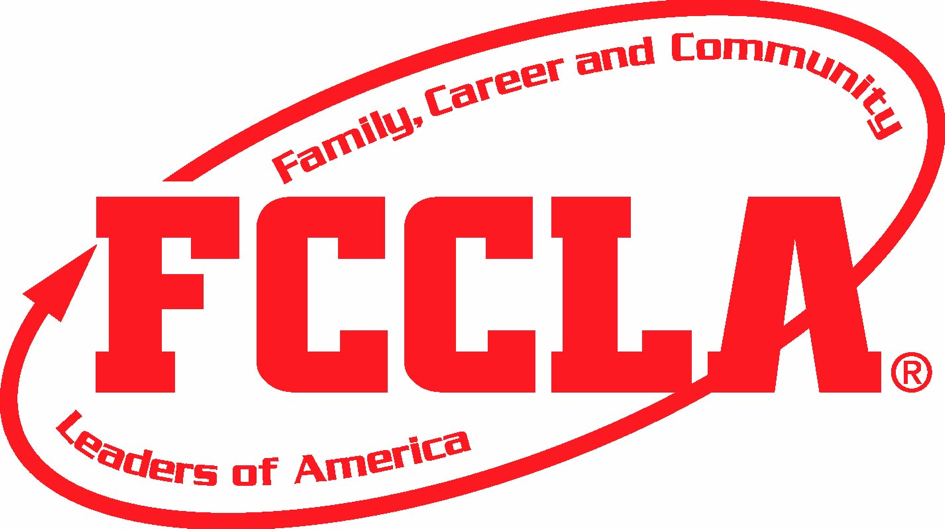 Family, Career and Community
FCCLA®
Leaders of America